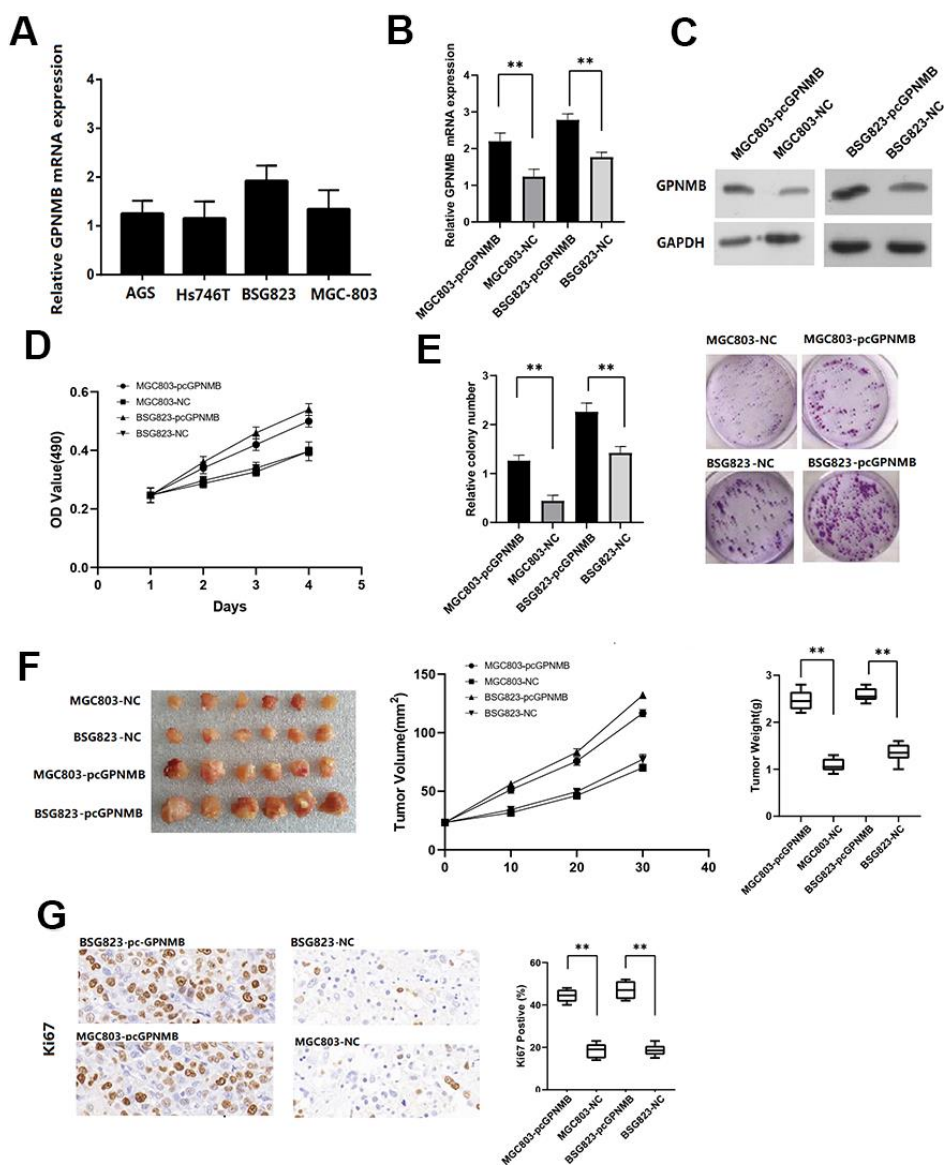 A
Relative GPNMB mRNA expression
4
3
2
1
0
AGS
Hs746T
BSG823
MGC-803
B
Relative GPNMB mRNA expression
4
3
2
1
0
**
**
MGC803-pcGPNMB
MGC803-NC
BSG823-pcGPNMB
BSG823-NC
C
MGC803-pcGPNMB
MGC803-NC
BSG823-pcGPNMB
BSG823-NC
GPNMB
GAPDH
D
OD Value(490)
0.6
0.4
0.2
0.0
0
1
2
3
4
5
Days
MGC803-pcGPNMB
MGC803-NC
BSG823-pcGPNMB
BSG823-NC
E
Relative colony number
3
2
1
0
**
**
MGC803-pcGPNMB
MGC803-NC
BSG823-pcGPNMB
BSG823-NC
MGC803-NC
MGC803-pcGPNMB
BSG823-NC
BSG823-pcGPNMB
F
MGC803-NC
BSG823-NC
MGC803-pcGPNMB
BSG823-pcGPNMB
Tumor Volume(mm²)
150
100
50
0
0
10
20
30
40
MGC803-pcGPNMB
MGC803-NC
BSG823-pcGPNMB
BSG823-NC
Tumor Weight(g)
3
2
1
0
**
**
MGC803-pcGPNMB
MGC803-NC
BSG823-pcGPNMB
BSG823-NC
G
Ki67
BSG823-pc-GPNMB
BSG823-NC
MGC803-pcGPNMB
MGC803-NC
Ki67 Postive (%)
60
40
20
0
**
**
MGC803-pcGPNMB
MGC803-NC
BSG823-pcGPNMB
BSG823-NC